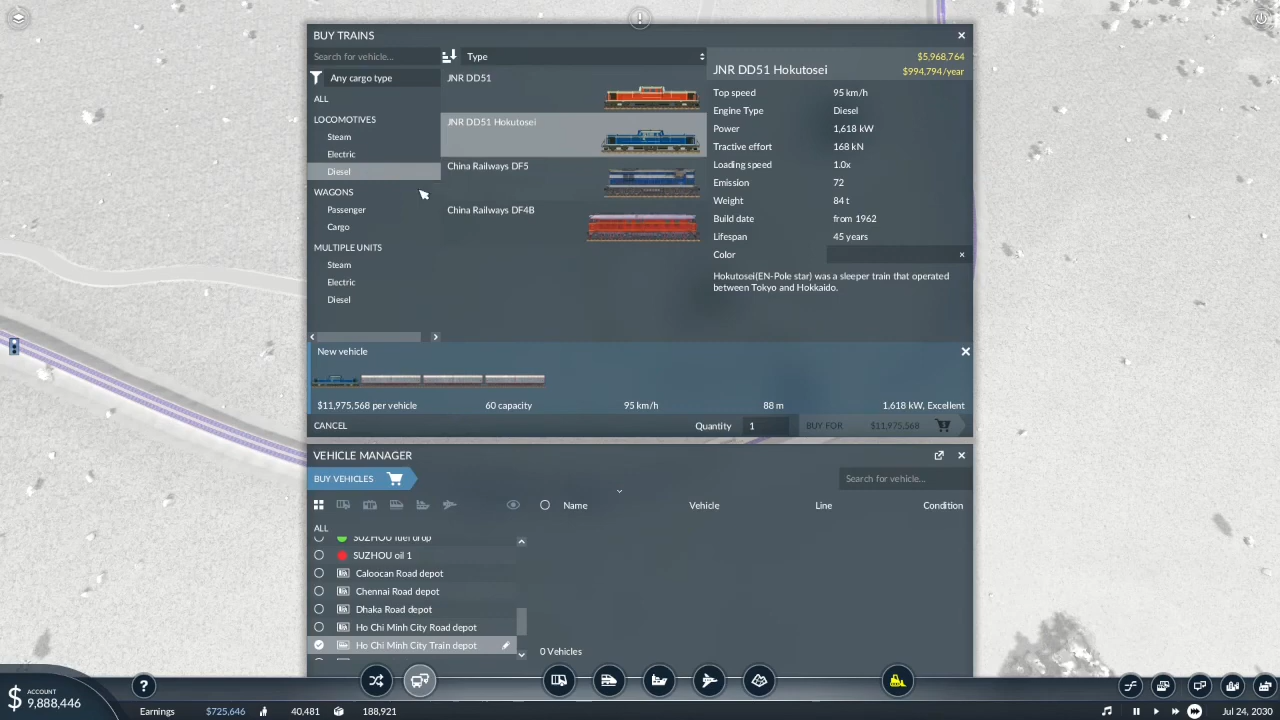 BUY TRAINS
Search for vehicle...
Type
Any cargo type
ALL
LOCOMOTIVES
Steam
Electric
Diesel
WAGONS
Passenger
Cargo
MULTIPLE UNITS
Steam
Electric
Diesel
JNR DD51
JNR DD51 Hokutosei
China Railways DF5
China Railways DF4B
JNR DD51 Hokutosei
$5,968,764
$994,794/year
Top speed 95 km/h
Engine Type Diesel
Power 1,618 kW
Tractive effort 168 kN
Loading speed 1.0x
Emission 72
Weight 84 t
Build date from 1962
Lifespan 45 years
Color
Hokutosei(EN-Pole star) was a sleeper train that operated
between Tokyo and Hokkaido.
New vehicle
$11,975,568 per vehicle 60 capacity 95 km/h 88 m 1,618 kW, Excellent
CANCEL Quantity 1 BUY FOR $11,975,568
VEHICLE MANAGER
BUY VEHICLES Search for vehicle...
Name Vehicle Line Condition
ALL
SUZHOU fuel drop
SUZHOU oil 1
Caloocan Road depot
Chennai Road depot
Dhaka Road depot
Ho Chi Minh City Road depot
Ho Chi Minh City Train depot
0 Vehicles
$ ACCOUNT
9,888,446
?
Earnings $725,646 40,481 188,921 Jul 24, 2030